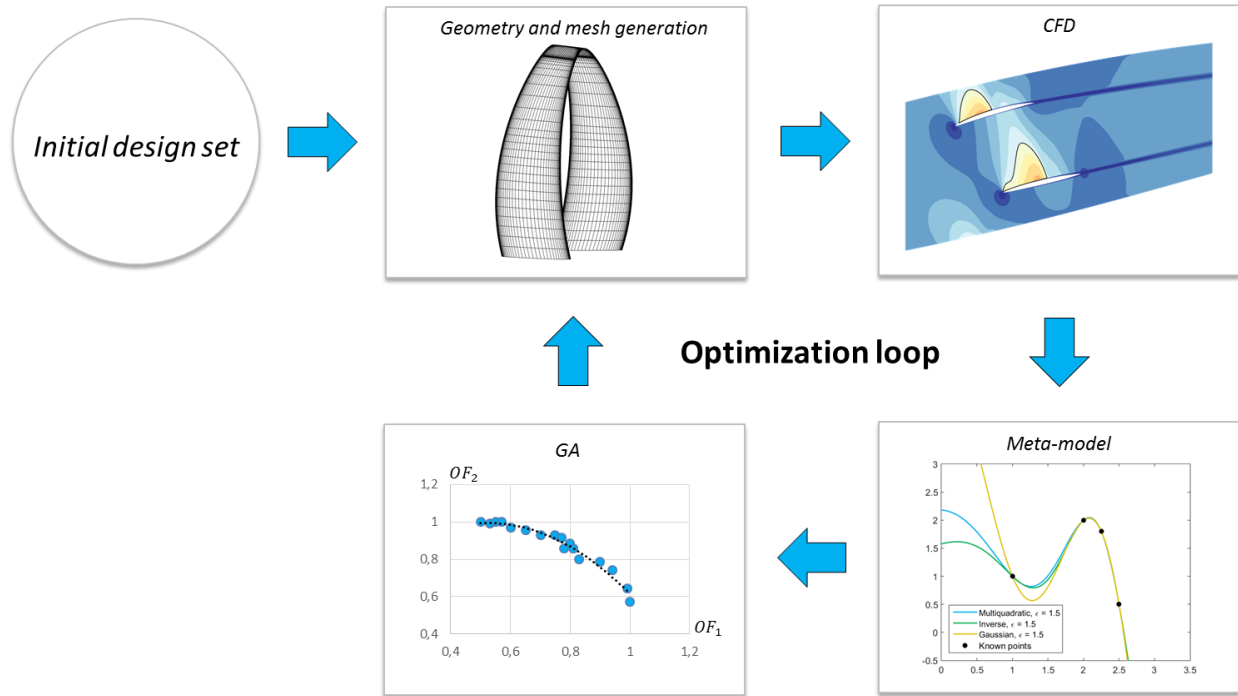 Geometry and mesh generation
CFD
Initial design set
Optimization loop
GA
OF₂
1,2
1
0,8
0,6
0,4
0,4
0,6
0,8
1
1,2
OF₁
Meta-model
3
2.5
2
1.5
1
0.5
0
-0.5
0
0.5
1
1.5
2
2.5
3
3.5
Multiquadratic, ϵ = 1.5
Inverse, ϵ = 1.5
Gaussian, ϵ = 1.5
Known points